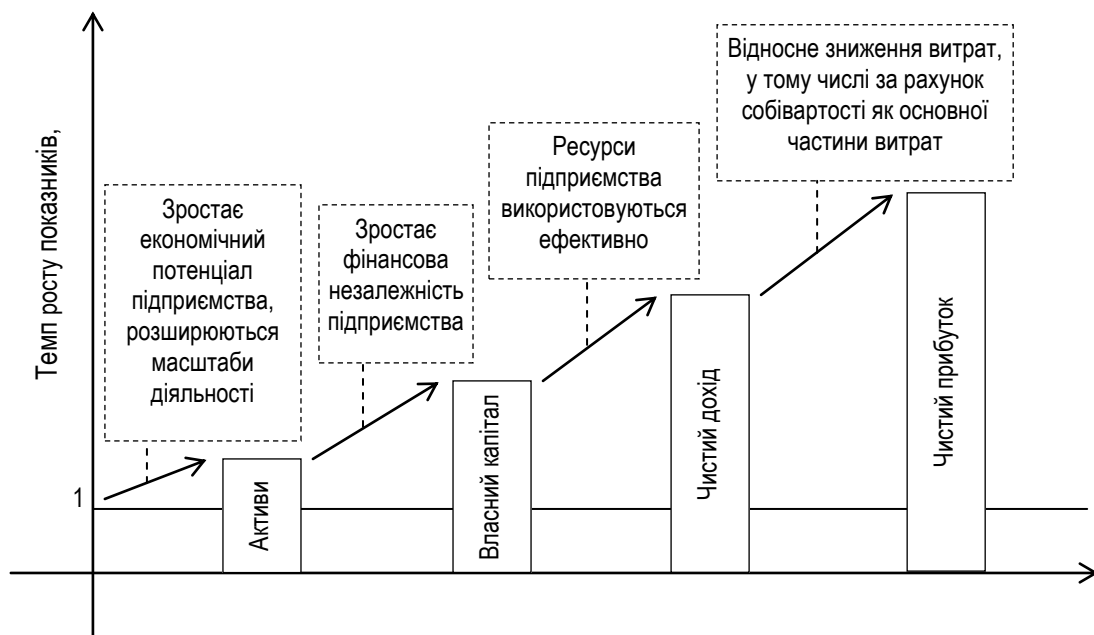 Темп росту показників,
Зростає
економічний
потенціал
підприємства,
розширюються
масштаби
діяльності
Зростає
фінансова
незалежність
підприємства
Ресурси
підприємства
використовуються
ефективно
Відносне зниження витрат,
у тому числі за рахунок
собівартості як основної
частини витрат
1
Активи
Власний капітал
Чистий дохід
Чистий прибуток